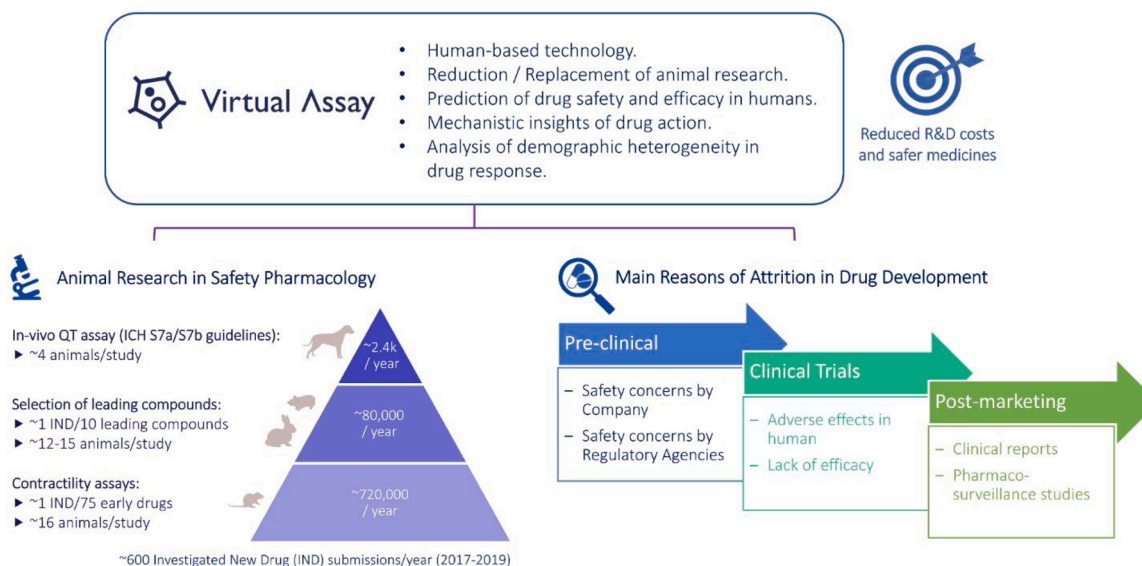 Virtual Assay
• Human-based technology.
• Reduction / Replacement of animal research.
• Prediction of drug safety and efficacy in humans.
• Mechanistic insights of drug action.
• Analysis of demographic heterogeneity in
drug response.
Reduced R&D costs
and safer medicines
Animal Research in Safety Pharmacology
In-vivo QT assay (ICH S7a/S7b guidelines):
▶ ~4 animals/study
~2.4k
/ year
Selection of leading compounds:
▶ ~1 IND/10 leading compounds
▶ ~12-15 animals/study
~80,000
/ year
Contractility assays:
▶ ~1 IND/75 early drugs
▶ ~16 animals/study
~720,000
/ year
~600 Investigated New Drug (IND) submissions/year (2017-2019)
Main Reasons of Attrition in Drug Development
Pre-clinical
– Safety concerns by
Company
– Safety concerns by
Regulatory Agencies
Clinical Trials
– Adverse effects in
human
– Lack of efficacy
Post-marketing
– Clinical reports
– Pharmaco-
surveillance studies